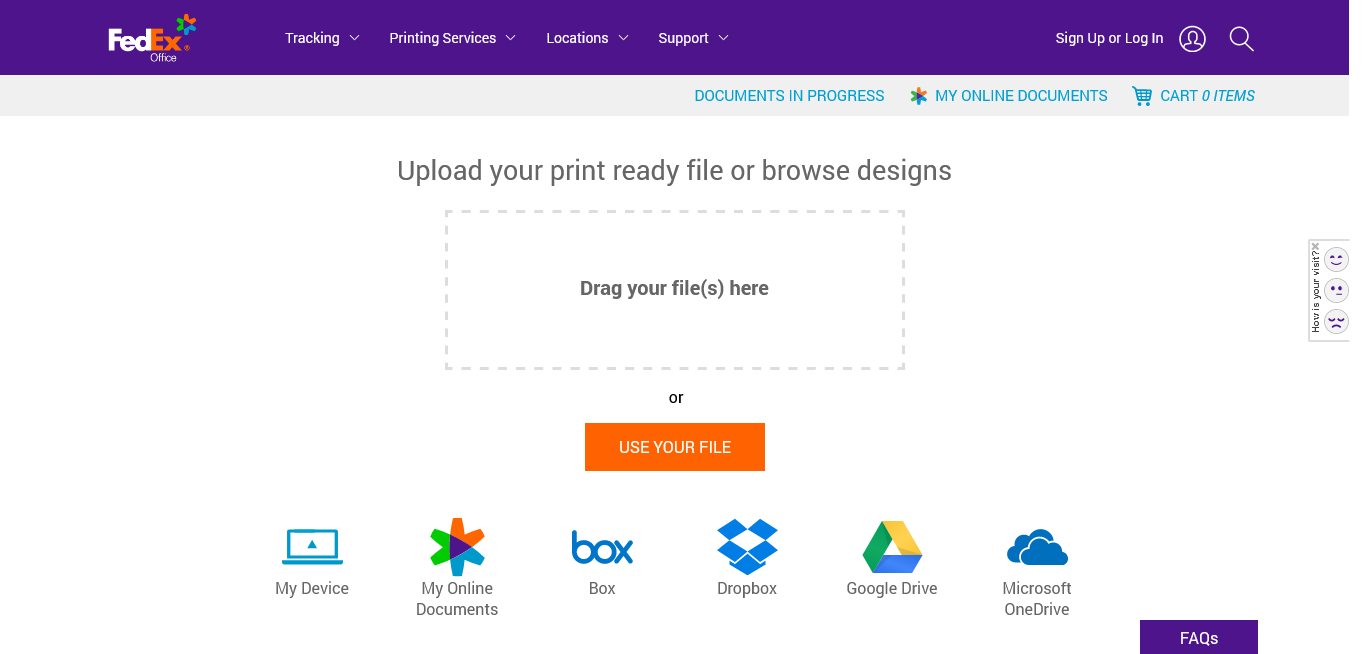 FedEx® Office
Tracking
Printing Services
Locations
Support
Sign Up or Log In
DOCUMENTS IN PROGRESS
MY ONLINE DOCUMENTS
CART 0 ITEMS
Upload your print ready file or browse designs
Drag your file(s) here
How is your visit?
or
USE YOUR FILE
box
My Device
My Online
Documents
Box
Dropbox
Google Drive
Microsoft
OneDrive
FAQs